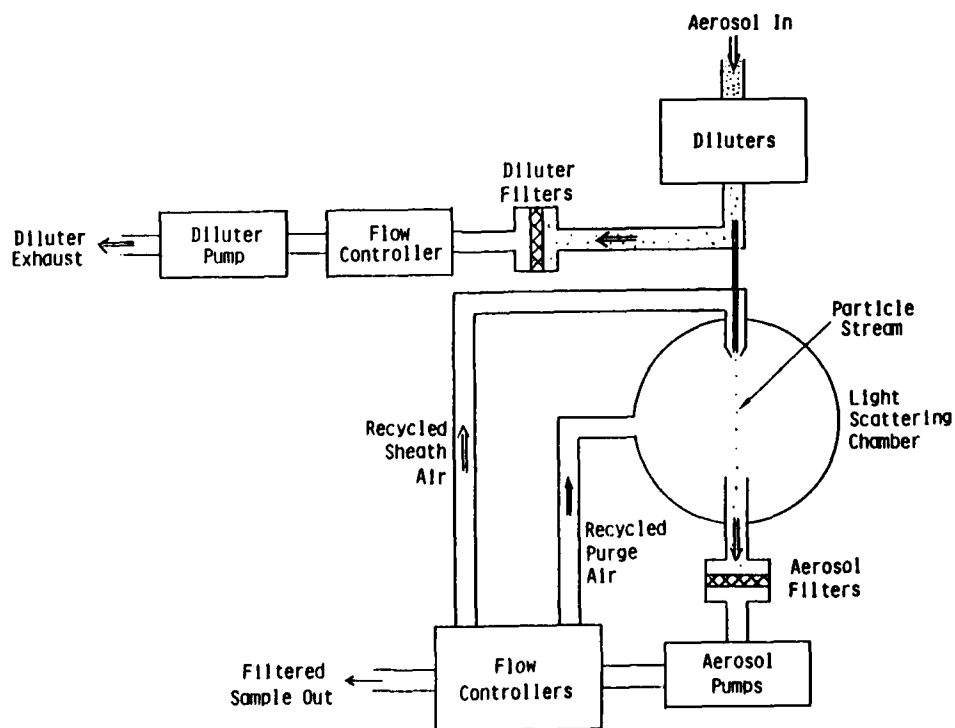 Aerosol In
Diluters
Diluter
Filters
Diluter
Exhaust
Diluter
Pump
Flow
Controller
Particle
Stream
Light
Scattering
Chamber
Recycled
Sheath
Air
Recycled
Purge
Air
Aerosol
Filters
Filtered
Sample Out
Flow
Controllers
Aerosol
Pumps